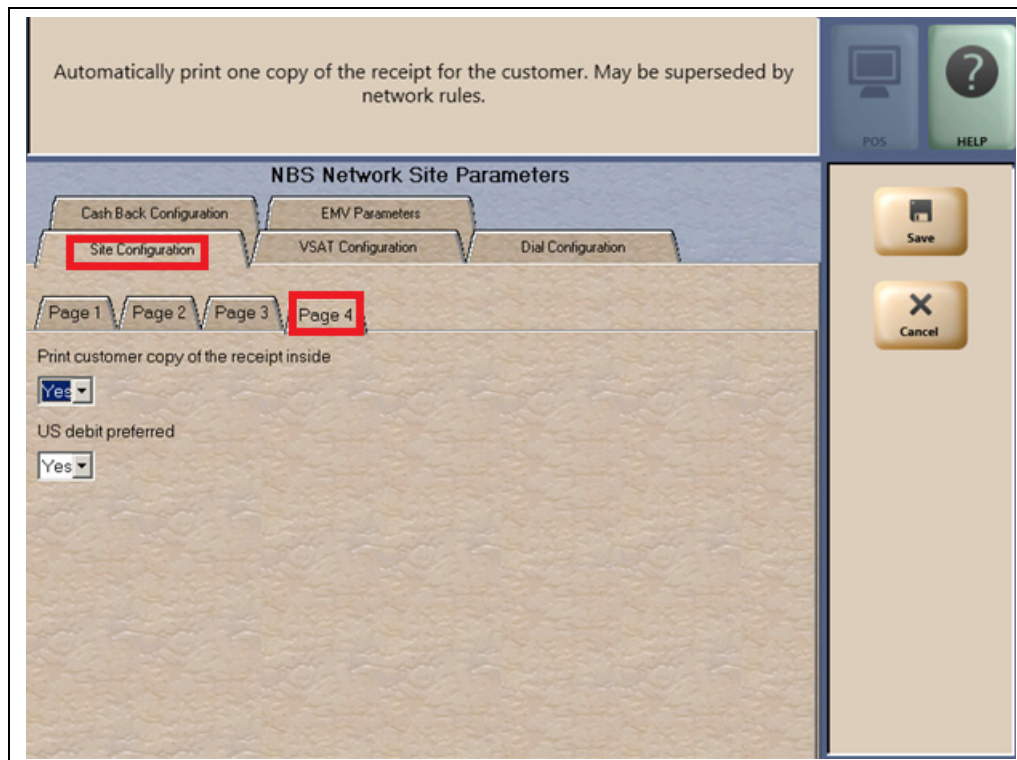 Automatically print one copy of the receipt for the customer. May be superseded by
network rules.
POS
?
HELP
NBS Network Site Parameters
Cash Back Configuration
EMV Parameters
Site Configuration
VSAT Configuration
Dial Configuration
Page 1
Page 2
Page 3
Page 4
Print customer copy of the receipt inside
Yes
US debit preferred
Yes
Save
Cancel